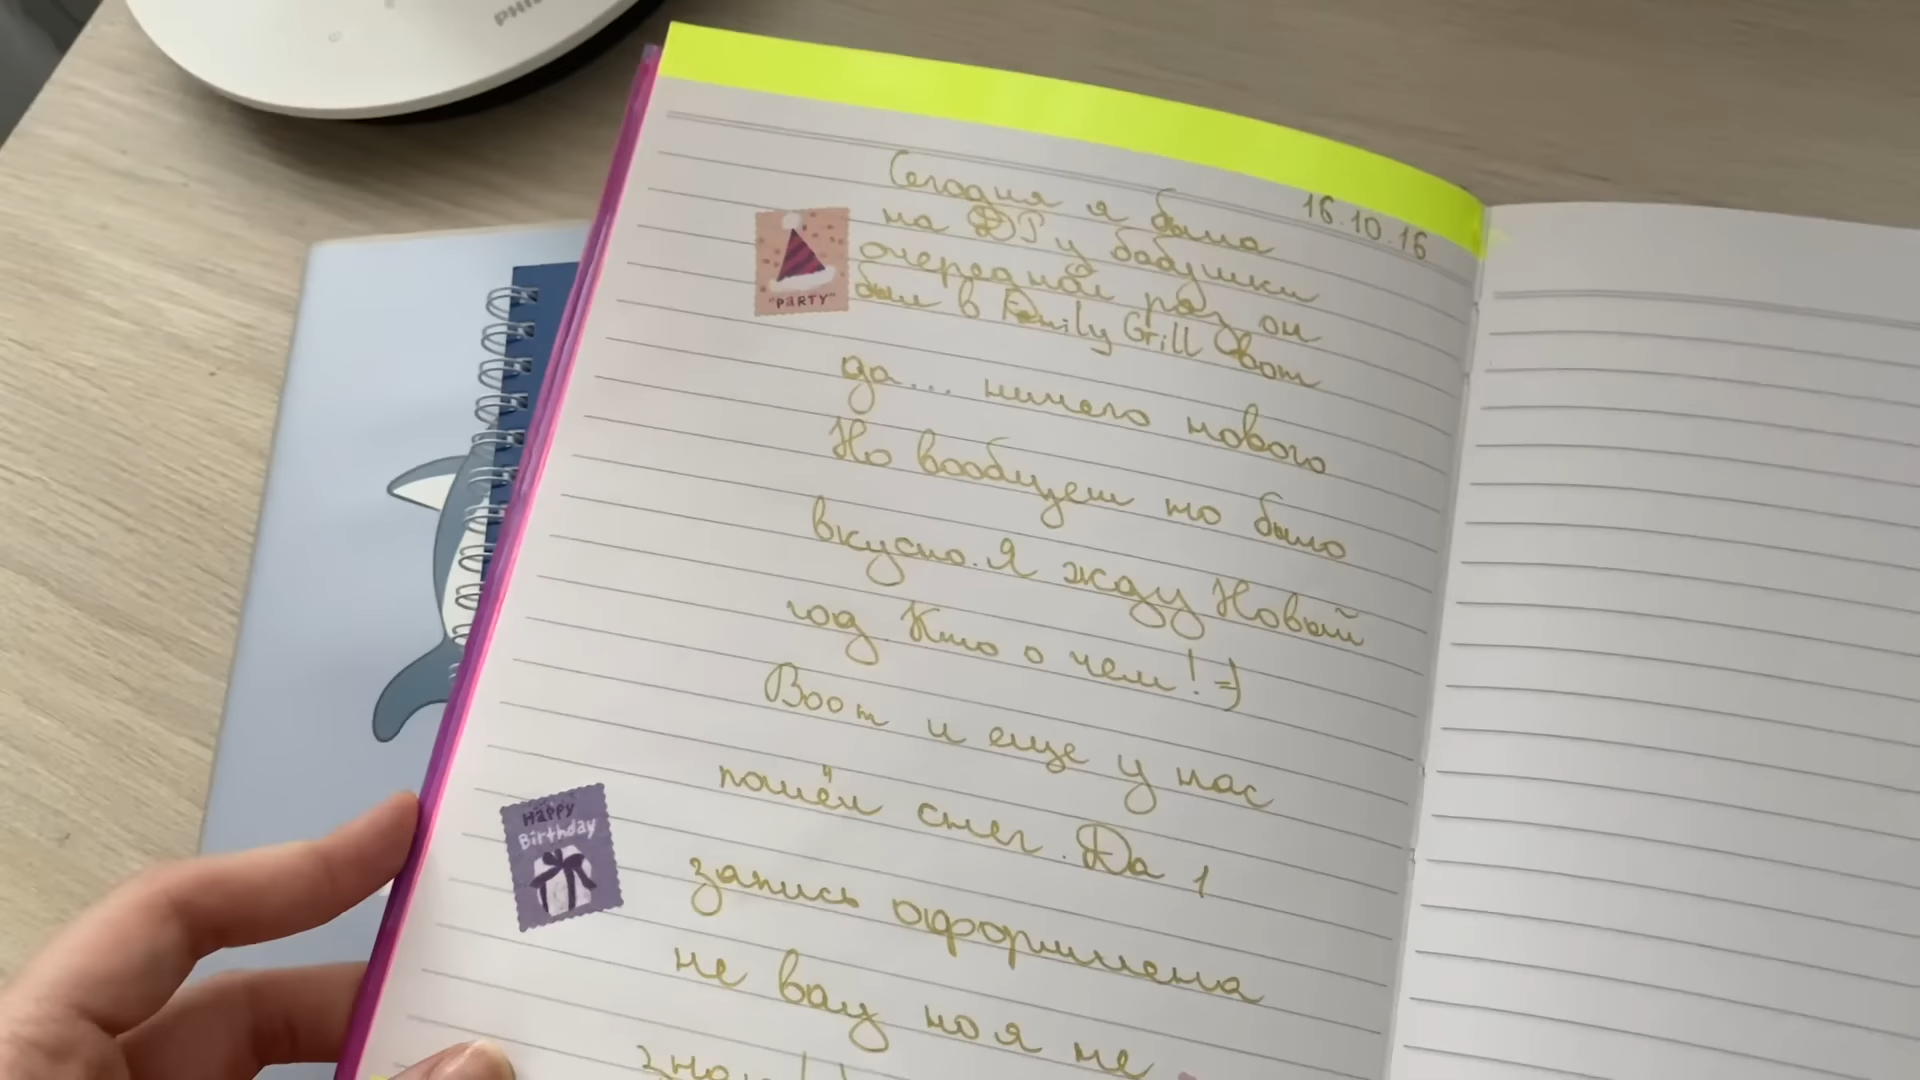 PHI
16.10.16
Сегодня я была
на ДР у бабушки
очередной раз он
был в Family Grill Овот
да... ничего нового
Но вообщем то было
вкусно. Я жду Новый
год. Кто о чем! =)
Воот и еще у нас
пошёл снег. Да 1
запись оформлена
не вау но я не
"PARTY"
Happy
Birthday